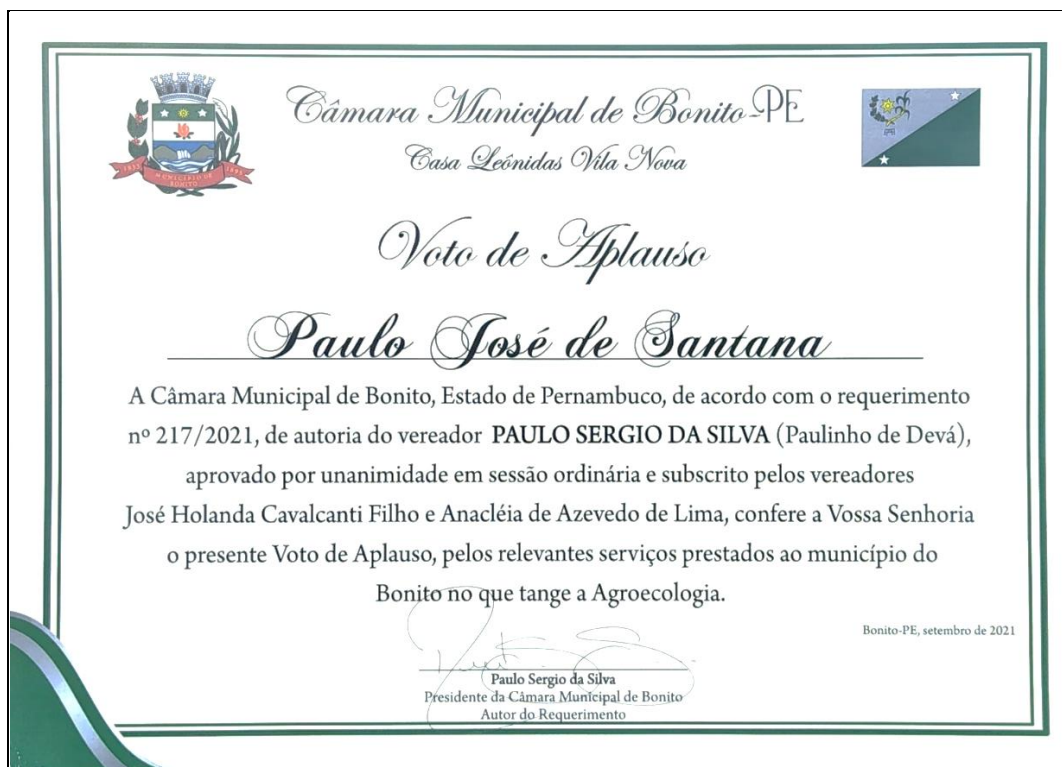 Câmara Municipal de Bonito-PE
Casa Leônidas Vila Nova
MUNICÍPIO DE
BONITO
Voto de Aplauso
Paulo José de Santana
A Câmara Municipal de Bonito, Estado de Pernambuco, de acordo com o requerimento
nº 217/2021, de autoria do vereador PAULO SERGIO DA SILVA (Paulinho de Devá),
aprovado por unanimidade em sessão ordinária e subscrito pelos vereadores
José Holanda Cavalcanti Filho e Anacléia de Azevedo de Lima, confere a Vossa Senhoria
o presente Voto de Aplauso, pelos relevantes serviços prestados ao município do
Bonito no que tange a Agroecologia.
Bonito-PE, setembro de 2021
Paulo Sergio da Silva
Presidente da Câmara Municipal de Bonito
Autor do Requerimento